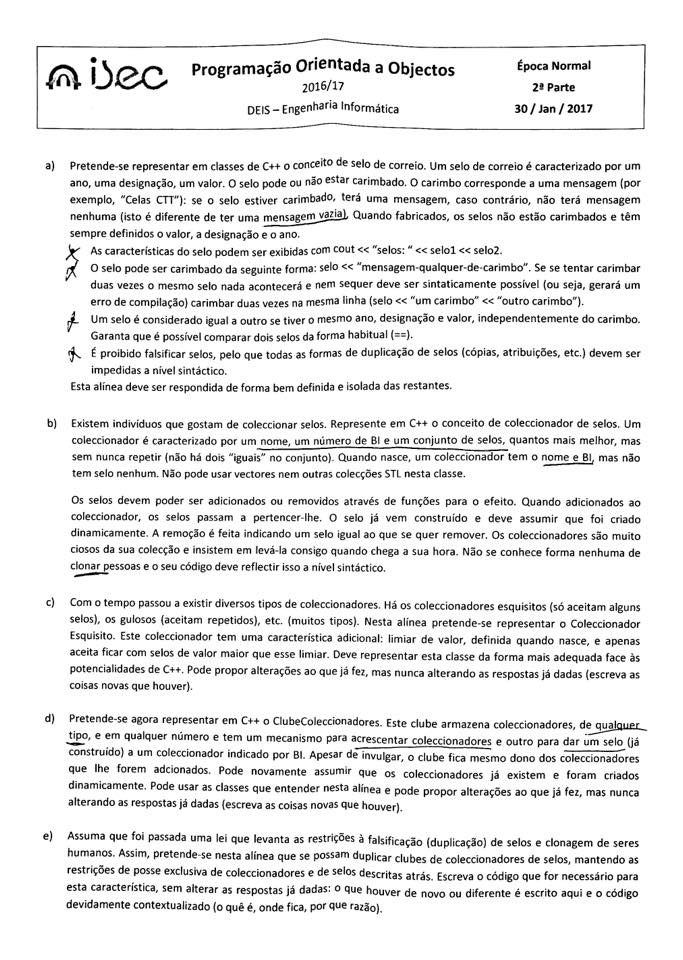 isec
Programação Orientada a Objectos
2016/17
DEIS – Engenharia Informática
Época Normal
2ª Parte
30 / Jan / 2017
a) Pretende-se representar em classes de C++ o conceito de selo de correio. Um selo de correio é caracterizado por um
ano, uma designação, um valor. O selo pode ou não estar carimbado. O carimbo corresponde a uma mensagem (por
exemplo, "Celas CTT"): se o selo estiver carimbado, terá uma mensagem, caso contrário, não terá mensagem
nenhuma (isto é diferente de ter uma mensagem vazia). Quando fabricados, os selos não estão carimbados e têm
sempre definidos o valor, a designação e o ano.
As características do selo podem ser exibidas com cout << "selos: " << selo1 << selo2.
O selo pode ser carimbado da seguinte forma: selo << "mensagem-qualquer-de-carimbo". Se se tentar carimbar
duas vezes o mesmo selo nada acontecerá e nem sequer deve ser sintaticamente possível (ou seja, gerará um
erro de compilação) carimbar duas vezes na mesma linha (selo << "um carimbo" << "outro carimbo").
Um selo é considerado igual a outro se tiver o mesmo ano, designação e valor, independentemente do carimbo.
Garanta que é possível comparar dois selos da forma habitual (==).
É proibido falsificar selos, pelo que todas as formas de duplicação de selos (cópias, atribuições, etc.) devem ser
impedidas a nível sintáctico.
Esta alínea deve ser respondida de forma bem definida e isolada das restantes.
b) Existem indivíduos que gostam de coleccionar selos. Represente em C++ o conceito de coleccionador de selos. Um
coleccionador é caracterizado por um nome, um número de BI e um conjunto de selos, quantos mais melhor, mas
sem nunca repetir (não há dois "iguais" no conjunto). Quando nasce, um coleccionador tem o nome e BI, mas não
tem selo nenhum. Não pode usar vectores nem outras colecções STL nesta classe.
Os selos devem poder ser adicionados ou removidos através de funções para o efeito. Quando adicionados ao
coleccionador, os selos passam a pertencer-lhe. O selo já vem construído e deve assumir que foi criado
dinamicamente. A remoção é feita indicando um selo igual ao que se quer remover. Os coleccionadores são muito
ciosos da sua colecção e insistem em levá-la consigo quando chega a sua hora. Não se conhece forma nenhuma de
clonar pessoas e o seu código deve reflectir isso a nível sintáctico.
c) Com o tempo passou a existir diversos tipos de coleccionadores. Há os coleccionadores esquisitos (só aceitam alguns
selos), os gulosos (aceitam repetidos), etc. (muitos tipos). Nesta alínea pretende-se representar o Coleccionador
Esquisito. Este coleccionador tem uma característica adicional: limiar de valor, definida quando nasce, e apenas
aceita ficar com selos de valor maior que esse limiar. Deve representar esta classe da forma mais adequada face às
potencialidades de C++. Pode propor alterações ao que já fez, mas nunca alterando as respostas já dadas (escreva as
coisas novas que houver).
d) Pretende-se agora representar em C++ o ClubeColeccionadores. Este clube armazena coleccionadores, de qualquer
tipo, e em qualquer número e tem um mecanismo para acrescentar coleccionadores e outro para dar um selo (já
construído) a um coleccionador indicado por BI. Apesar de invulgar, o clube fica mesmo dono dos coleccionadores
que lhe forem adcionados. Pode novamente assumir que os coleccionadores já existem e foram criados
dinamicamente. Pode usar as classes que entender nesta alínea e pode propor alterações ao que já fez, mas nunca
alterando as respostas já dadas (escreva as coisas novas que houver).
e) Assuma que foi passada uma lei que levanta as restrições à falsificação (duplicação) de selos e clonagem de seres
humanos. Assim, pretende-se nesta alínea que se possam duplicar clubes de coleccionadores de selos, mantendo as
restrições de posse exclusiva de coleccionadores e de selos descritas atrás. Escreva o código que for necessário para
esta característica, sem alterar as respostas já dadas: o que houver de novo ou diferente é escrito aqui e o código
devidamente contextualizado (o quê é, onde fica, por que razão).